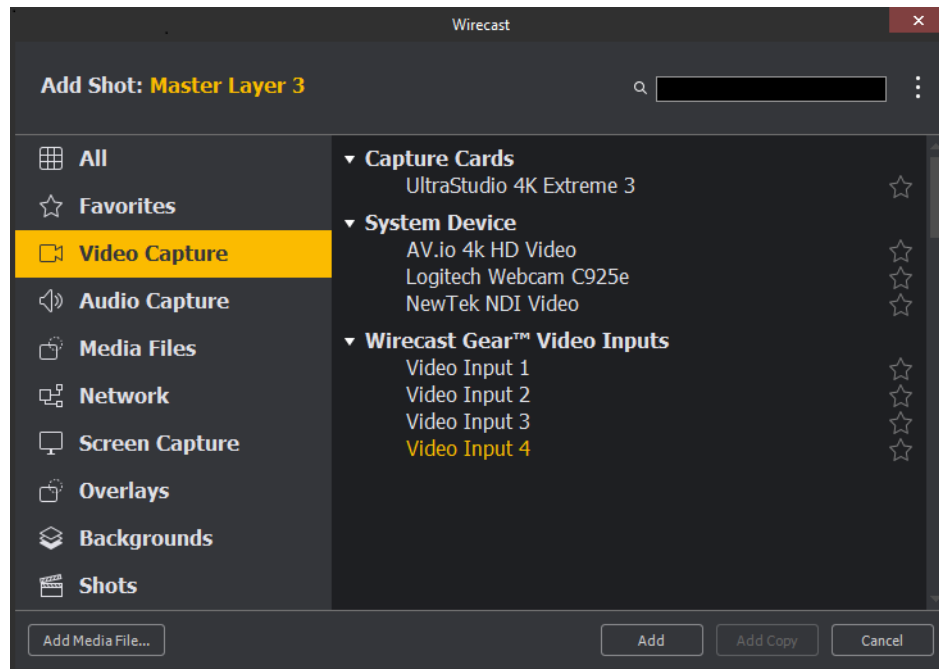 Wirecast
Add Shot: Master Layer 3
All
Favorites
Video Capture
Audio Capture
Media Files
Network
Screen Capture
Overlays
Backgrounds
Shots
Capture Cards
UltraStudio 4K Extreme 3
System Device
AV.io 4k HD Video
Logitech Webcam C925e
NewTek NDI Video
Wirecast Gear™ Video Inputs
Video Input 1
Video Input 2
Video Input 3
Video Input 4
Add Media File...
Add
Add Copy
Cancel